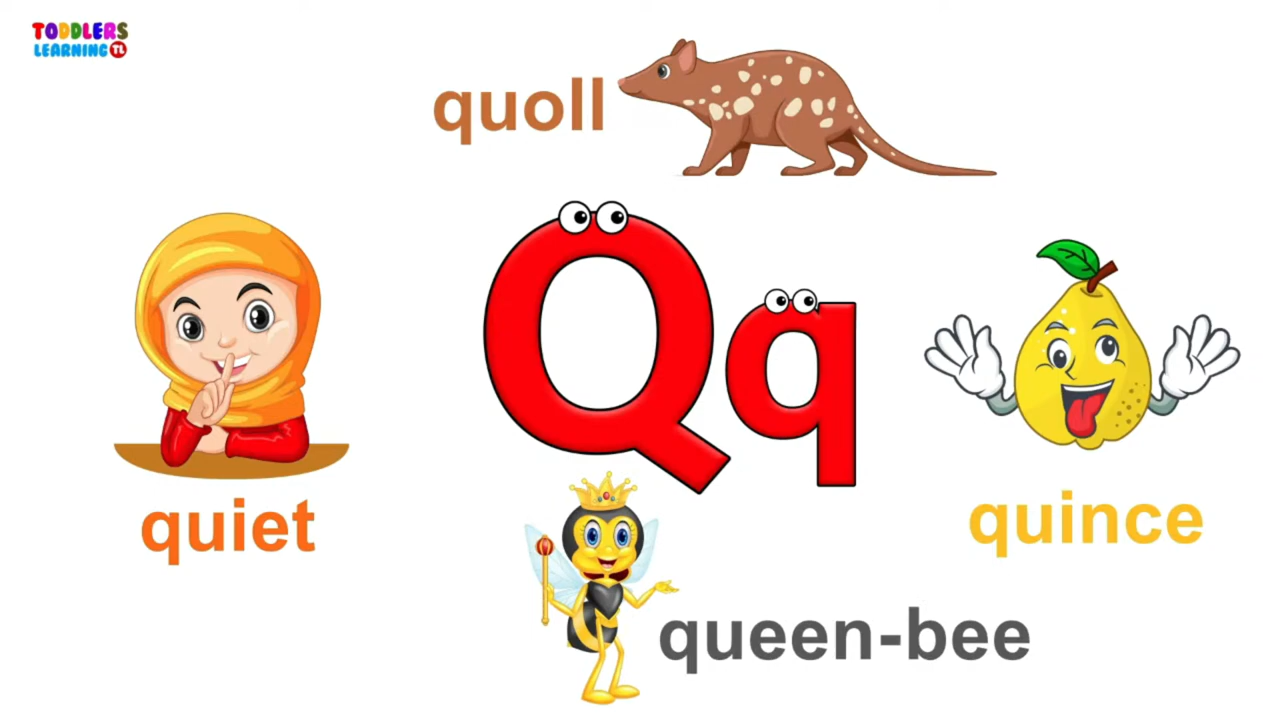 TODDLERS
LEARNING TL
quoll
Qq
quiet
quince
queen-bee